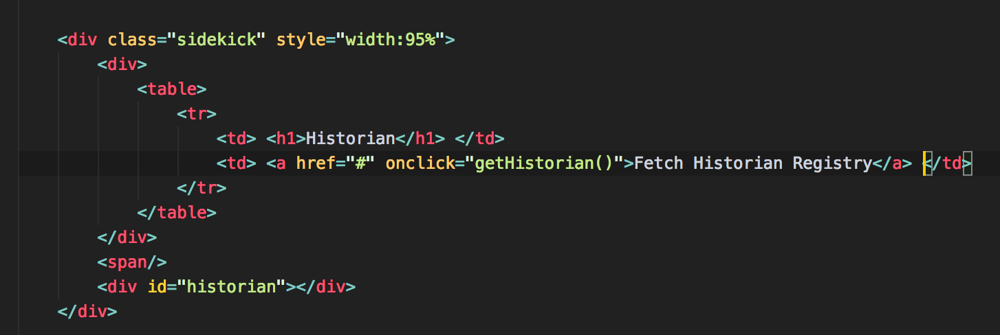 <div class="sidekick" style="width:95%">
    <div>
        <table>
            <tr>
                <td> <h1>Historian</h1> </td>
                <td> <a href="#" onclick="getHistorian()">Fetch Historian Registry</a> </td>
            </tr>
        </table>
    </div>
    <span/>
    <div id="historian"></div>
</div>